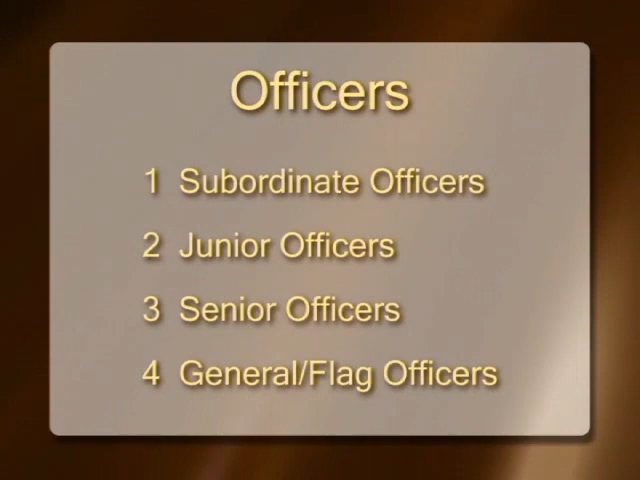 Officers
1 Subordinate Officers
2 Junior Officers
3 Senior Officers
4 General/Flag Officers